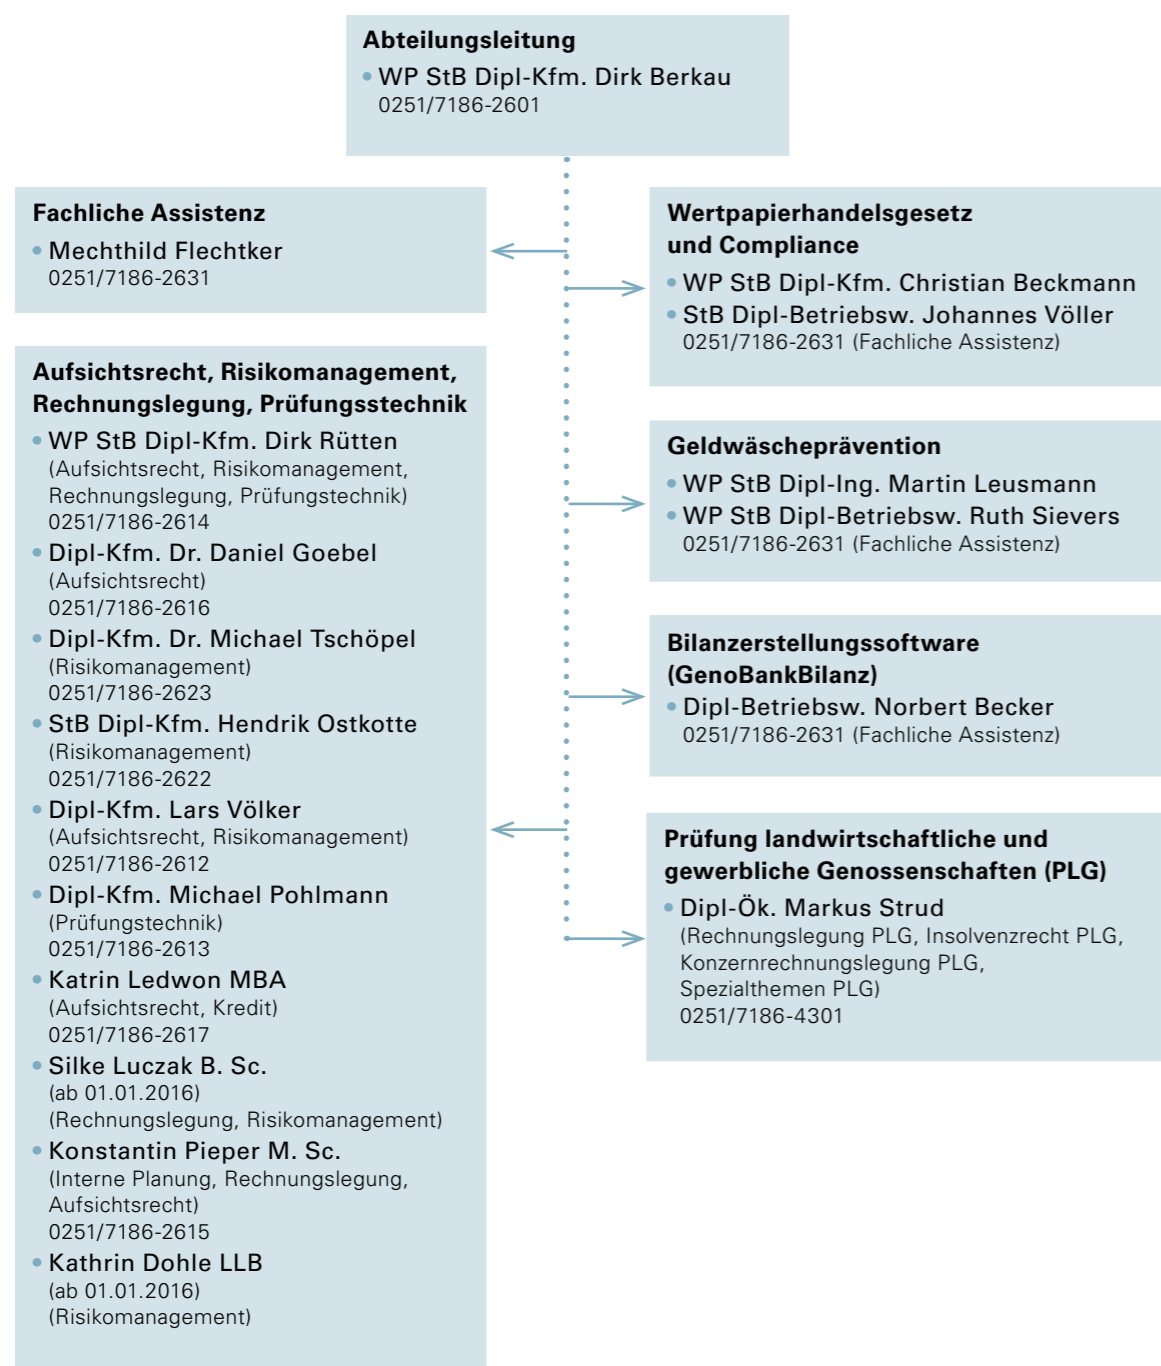 Abteilungsleitung
• WP StB Dipl-Kfm. Dirk Berkau
0251/7186-2601
Fachliche Assistenz
• Mechthild Flechtker
0251/7186-2631
Aufsichtsrecht, Risikomanagement,
Rechnungslegung, Prüfungsstechnik
• WP StB Dipl-Kfm. Dirk Rütten
(Aufsichtsrecht, Risikomanagement,
Rechnungslegung, Prüfungstechnik)
0251/7186-2614
• Dipl-Kfm. Dr. Daniel Goebel
(Aufsichtsrecht)
0251/7186-2616
• Dipl-Kfm. Dr. Michael Tschöpel
(Risikomanagement)
0251/7186-2623
• StB Dipl-Kfm. Hendrik Ostkotte
(Risikomanagement)
0251/7186-2622
• Dipl-Kfm. Lars Völker
(Aufsichtsrecht, Risikomanagement)
0251/7186-2612
• Dipl-Kfm. Michael Pohlmann
(Prüfungstechnik)
0251/7186-2613
• Katrin Ledwon MBA
(Aufsichtsrecht, Kredit)
0251/7186-2617
• Silke Luczak B. Sc.
(ab 01.01.2016)
(Rechnungslegung, Risikomanagement)
• Konstantin Pieper M. Sc.
(Interne Planung, Rechnungslegung,
Aufsichtsrecht)
0251/7186-2615
• Kathrin Dohle LLB
(ab 01.01.2016)
(Risikomanagement)
Wertpapierhandelsgesetz
und Compliance
• WP StB Dipl-Kfm. Christian Beckmann
• StB Dipl-Betriebsw. Johannes Völler
0251/7186-2631 (Fachliche Assistenz)
Geldwäscheprävention
• WP StB Dipl-Ing. Martin Leusmann
• WP StB Dipl-Betriebsw. Ruth Sievers
0251/7186-2631 (Fachliche Assistenz)
Bilanzerstellungssoftware
(GenoBankBilanz)
• Dipl-Betriebsw. Norbert Becker
0251/7186-2631 (Fachliche Assistenz)
Prüfung landwirtschaftliche und
gewerbliche Genossenschaften (PLG)
• Dipl-Ök. Markus Strud
(Rechnungslegung PLG, Insolvenzrecht PLG,
Konzernrechnungslegung PLG,
Spezialthemen PLG)
0251/7186-4301